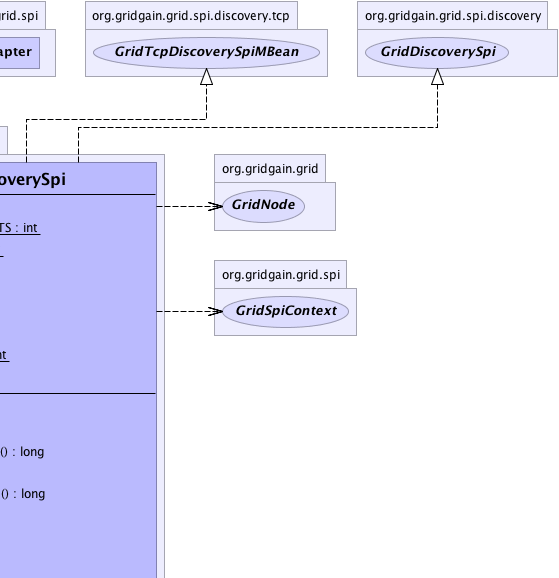 grid.spi
org.gridgain.grid.spi.discovery.tcp
org.gridgain.grid.spi.discovery
apter
GridTcpDiscoverySpiMBean
GridDiscoverySpi
org.gridgain.grid
overySpi
GridNode
TS : int
org.gridgain.grid.spi
GridSpiContext
nt
() : long
() : long